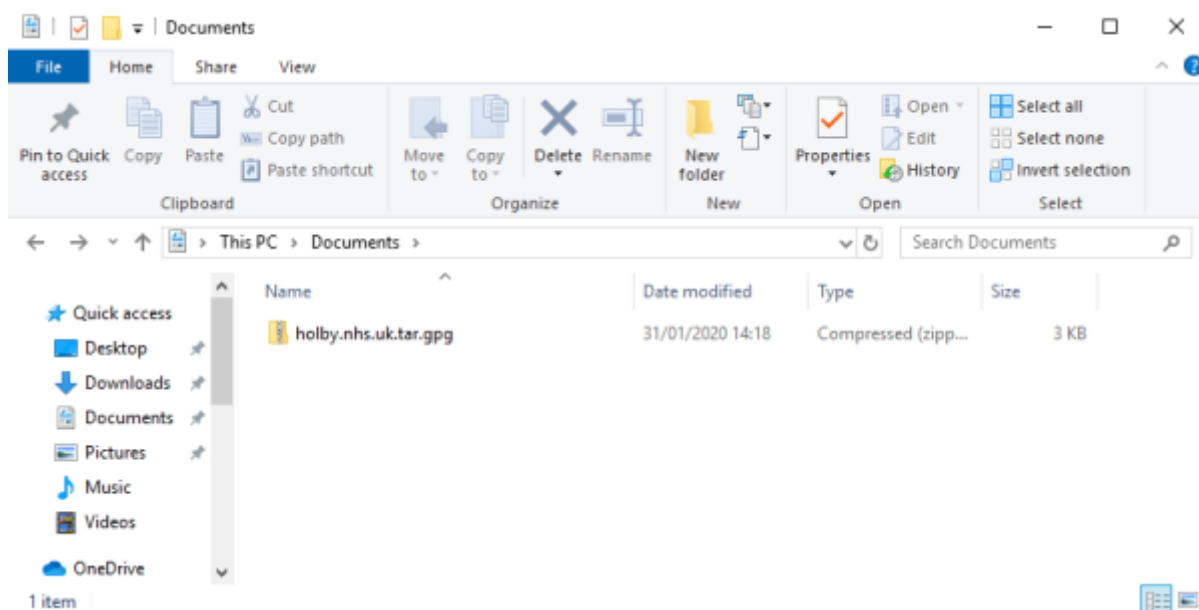 Documents
File Home Share View
Pin to Quick access Copy Paste Cut Copy path Paste shortcut
Move to Copy to Delete Rename
New folder
Properties Open Edit History
Select all Select none Invert selection
Clipboard Organize New Open Select
This PC > Documents > Search Documents
Name Date modified Type Size
Quick access
holby.nhs.uk.tar.gpg 31/01/2020 14:18 Compressed (zipp... 3 KB
Desktop
Downloads
Documents
Pictures
Music
Videos
OneDrive
1 item